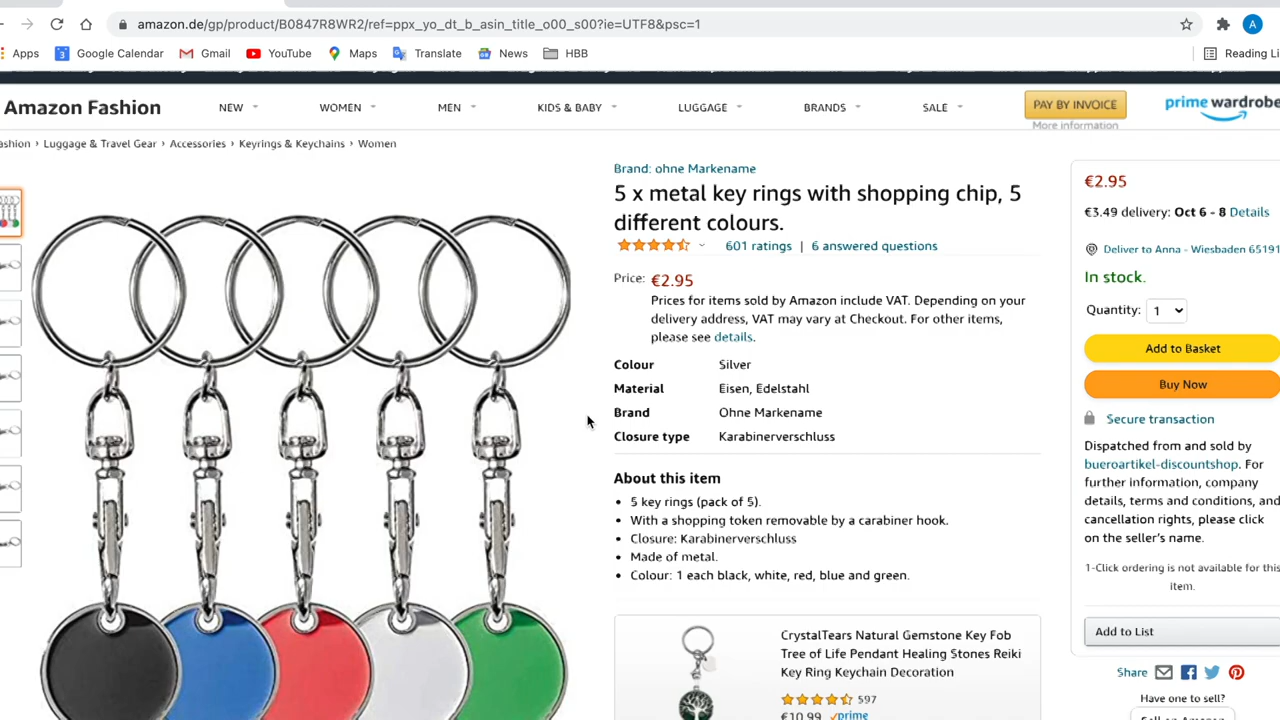 amazon.de/gp/product/B0847R8WR2/ref=ppx_yo_dt_b_asin_title_o00_s00?ie=UTF8&psc=1
A
Apps Google Calendar Gmail YouTube Maps Translate News HBB Reading Li
Amazon Fashion NEW WOMEN MEN KIDS & BABY LUGGAGE BRANDS SALE PAY BY INVOICE prime wardrobe
More information
ashion › Luggage & Travel Gear › Accessories › Keyrings & Keychains › Women
Brand: ohne Markename
5 x metal key rings with shopping chip, 5
different colours.
601 ratings | 6 answered questions
Price: €2.95
Prices for items sold by Amazon include VAT. Depending on your
delivery address, VAT may vary at Checkout. For other items,
please see details.
Colour Silver
Material Eisen, Edelstahl
Brand Ohne Markename
Closure type Karabinerverschluss
About this item
• 5 key rings (pack of 5).
• With a shopping token removable by a carabiner hook.
• Closure: Karabinerverschluss
• Made of metal.
• Colour: 1 each black, white, red, blue and green.
CrystalTears Natural Gemstone Key Fob
Tree of Life Pendant Healing Stones Reiki
Key Ring Keychain Decoration
597
€10.99 prime
€2.95
€3.49 delivery: Oct 6 - 8 Details
Deliver to Anna - Wiesbaden 65191
In stock.
Quantity: 1
Add to Basket
Buy Now
Secure transaction
Dispatched from and sold by
bueroartikel-discountshop. For
further information, company
details, terms and conditions, and
cancellation rights, please click
on the seller's name.
1-Click ordering is not available for this
item.
Add to List
Share
Have one to sell?
Sell on Amazon